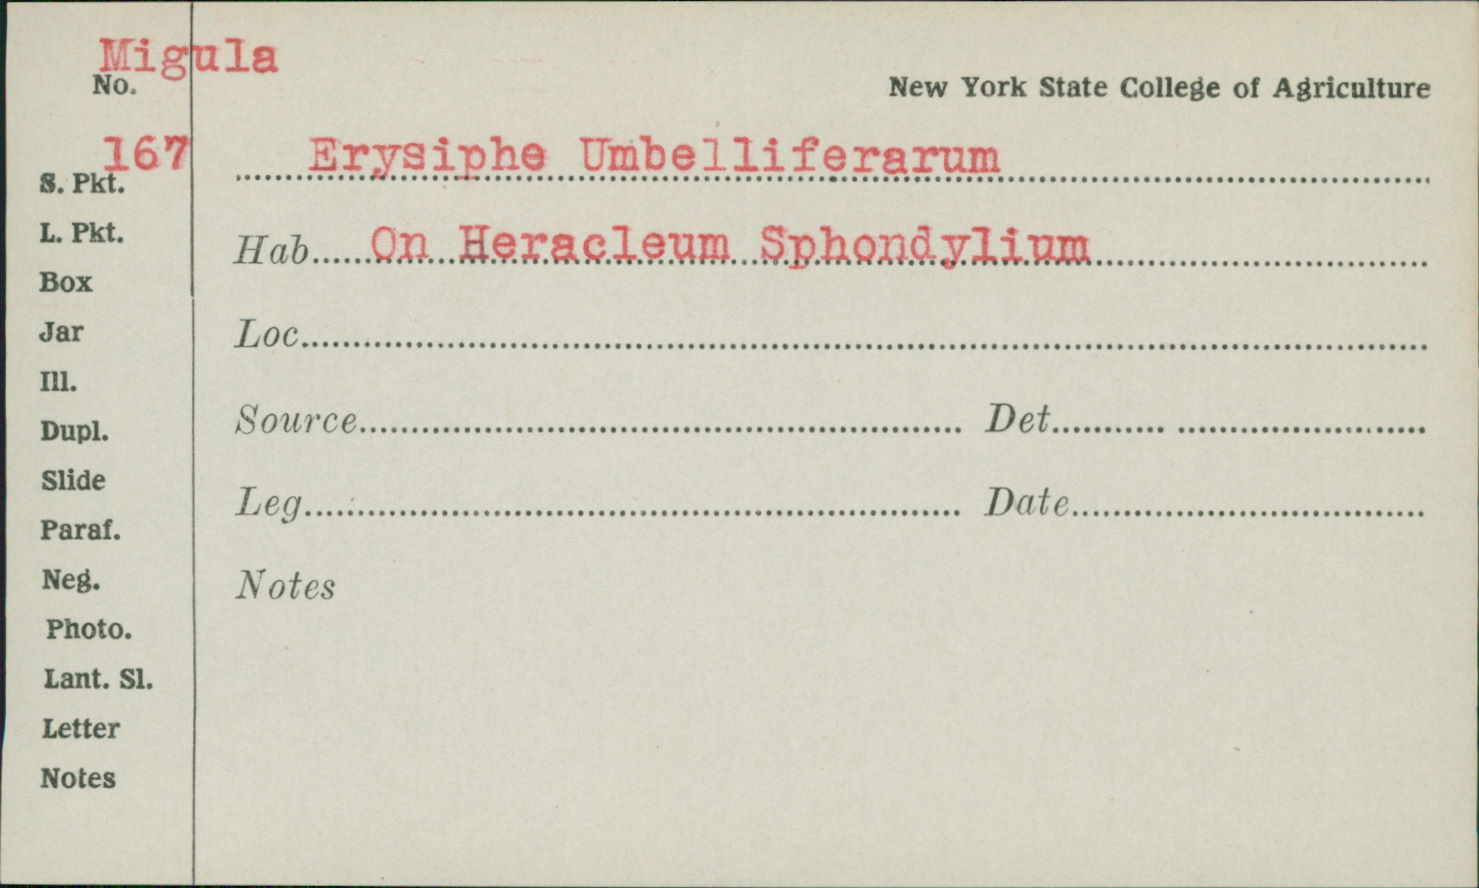 Migula
No.
New York State College of Agriculture
167
Erysiphe Umbelliferarum
S. Pkt.
L. Pkt.
Hab. On Heracleum Sphondylium
Box
Jar
Loc.
Ill.
Dupl.
Source Det.
Slide
Leg. Date
Paraf.
Neg.
Notes
Photo.
Lant. Sl.
Letter
Notes